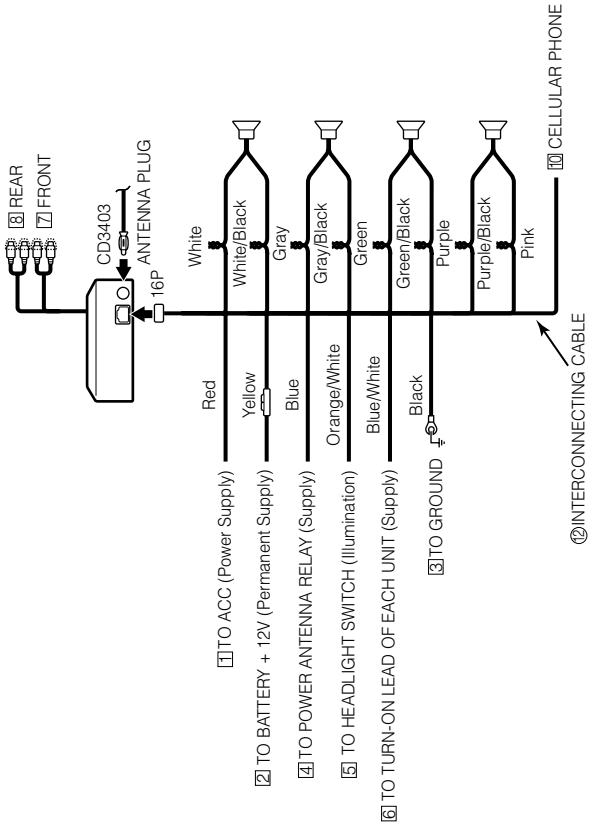 8 REAR
7 FRONT
CD3403
ANTENNA PLUG
16P
White
White/Black
Gray
Gray/Black
Green
Green/Black
Purple
Purple/Black
Pink
10 CELLULAR PHONE
Red
Yellow
Blue
Orange/White
Blue/White
Black
1 TO ACC (Power Supply)
2 TO BATTERY + 12V (Permanent Supply)
4 TO POWER ANTENNA RELAY (Supply)
5 TO HEADLIGHT SWITCH (Illumination)
6 TO TURN-ON LEAD OF EACH UNIT (Supply)
3 TO GROUND
⑫INTERCONNECTING CABLE